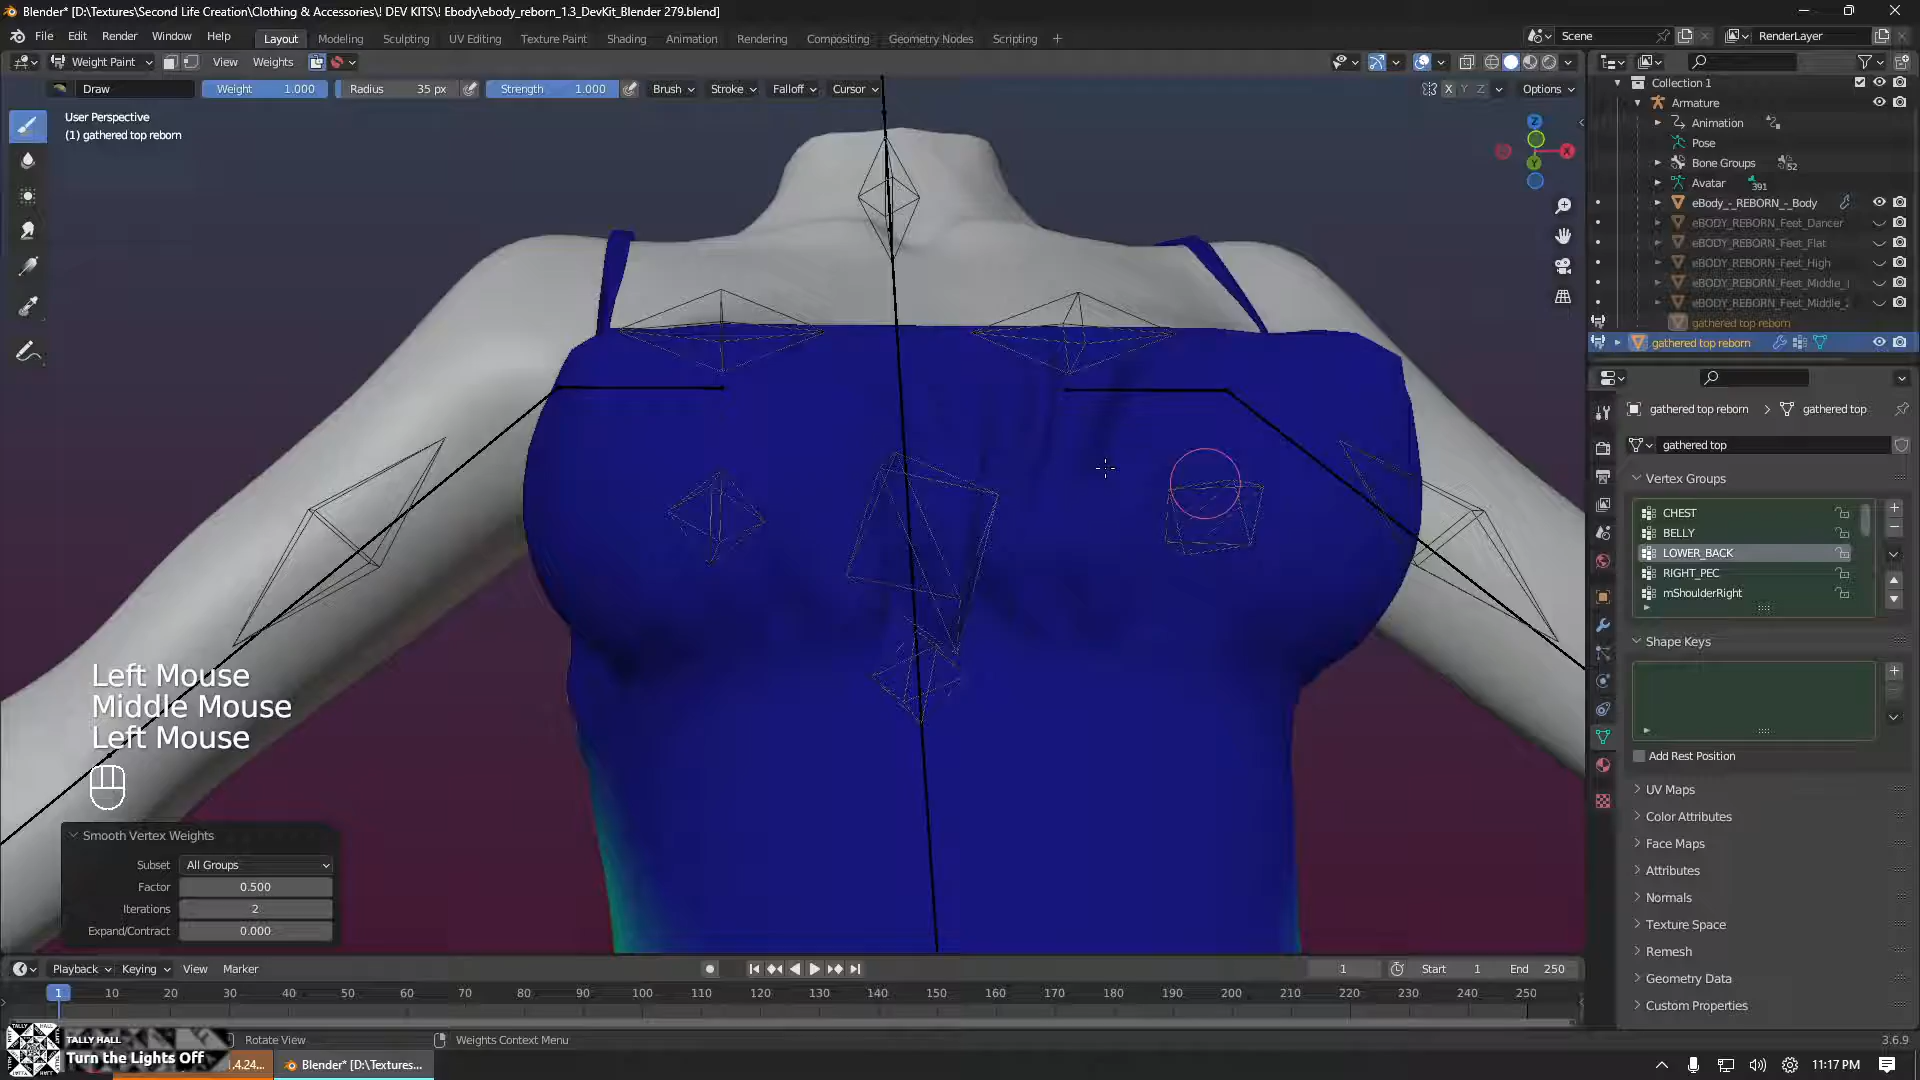 Blender* [D:\Textures\Second Life Creation\Clothing & Accessories\! DEV KITS\! Ebody\ebody_reborn_1.3_DevKit_Blender 279.blend]
File Edit Render Window Help Layout Modeling Sculpting UV Editing Texture Paint Shading Animation Rendering Compositing Geometry Nodes Scripting + Scene RenderLayer
Weight Paint View Weights
Draw Weight 1.000 Radius 35 px Strength 1.000 Brush Stroke Falloff Cursor X Y Z Options
User Perspective
(1) gathered top reborn
Z
X
Y
Collection 1
Armature
Animation
Pose
Bone Groups 52
Avatar 391
eBody_-_REBORN_-_Body
eBODY_REBORN_Feet_Dancer
eBODY_REBORN_Feet_Flat
eBODY_REBORN_Feet_High
eBODY_REBORN_Feet_Middle_
eBODY_REBORN_Feet_Middle_
gathered top reborn
gathered top reborn
gathered top reborn > gathered top
gathered top
Vertex Groups
CHEST
BELLY
LOWER_BACK
RIGHT_PEC
mShoulderRight
Shape Keys
Add Rest Position
UV Maps
Color Attributes
Face Maps
Attributes
Normals
Texture Space
Remesh
Geometry Data
Custom Properties
Left Mouse
Middle Mouse
Left Mouse
Smooth Vertex Weights
Subset All Groups
Factor 0.500
Iterations 2
Expand/Contract 0.000
Playback Keying View Marker 1 Start 1 End 250
1 10 20 30 40 50 60 70 80 90 100 110 120 130 140 150 160 170 180 190 200 210 220 230 240 250
Rotate View Weights Context Menu 3.6.9
TALLY HALL
Turn the Lights Off
.4.24... Blender* [D:\Textures... 11:17 PM